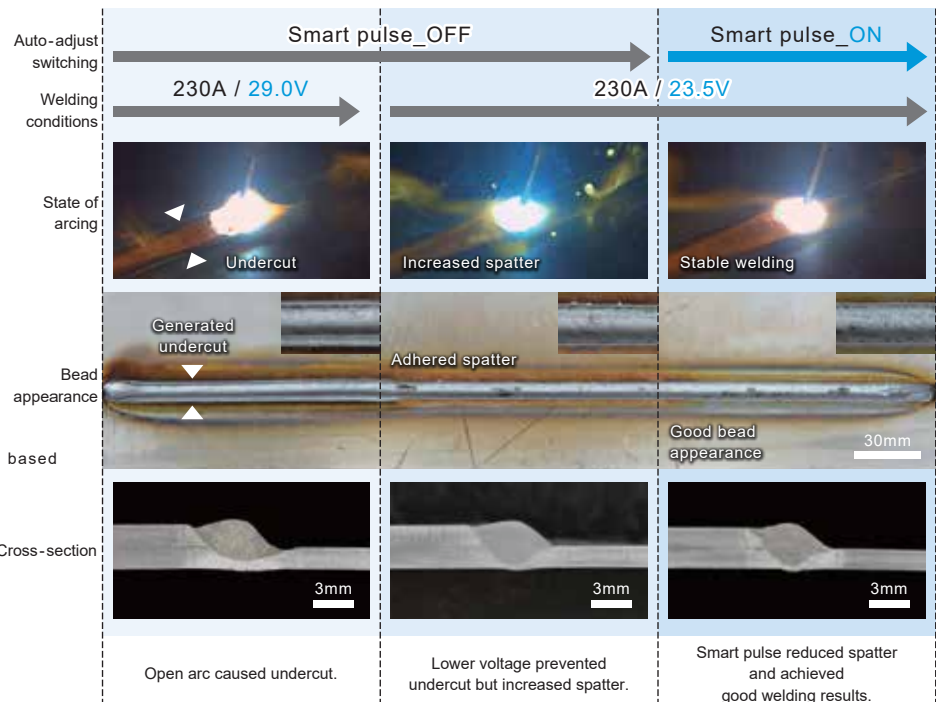 Auto-adjust
switching
Smart pulse_OFF
Smart pulse_ON
Welding
conditions
230A / 29.0V
230A / 23.5V
State of
arcing
Undercut
Increased spatter
Stable welding
Bead
appearance
Generated
undercut
Adhered spatter
Good bead
appearance
30mm
based
Cross-section
3mm
3mm
3mm
Open arc caused undercut.
Lower voltage prevented
undercut but increased spatter.
Smart pulse reduced spatter
and achieved
good welding results.